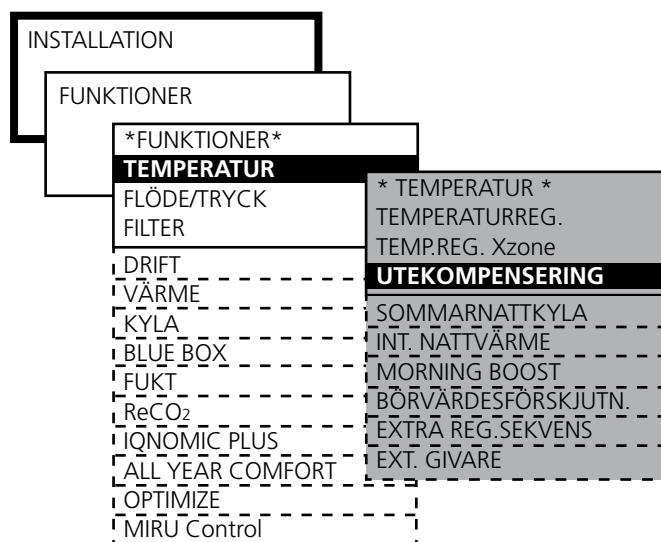 INSTALLATION
FUNKTIONER
*FUNKTIONER*
TEMPERATUR
FLÖDE/TRYCK
FILTER
DRIFT
VÄRME
KYLA
BLUE BOX
FUKT
ReCO2
IQNOMIC PLUS
ALL YEAR COMFORT
OPTIMIZE
MIRU Control
* TEMPERATUR *
TEMPERATURREG.
TEMP.REG. Xzone
UTEKOMPENSERING
SOMMARNATTKYLA
INT. NATTVÄRME
MORNING BOOST
BÖRVÄRDESFÖRSKJUTN.
EXTRA REG.SEKVENS
EXT. GIVARE